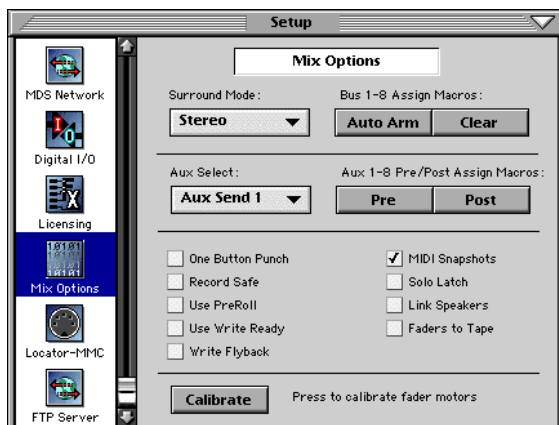 Setup
MDS Network
Digital I/O
Licensing
Mix Options
Locator-MMC
FTP Server
Mix Options
Surround Mode:
Bus 1-8 Assign Macros:
Stereo
Auto Arm
Clear
Aux Select:
Aux 1-8 Pre/Post Assign Macros:
Aux Send 1
Pre
Post
One Button Punch
MIDI Snapshots
Record Safe
Solo Latch
Use PreRoll
Link Speakers
Use Write Ready
Faders to Tape
Write Flyback
Calibrate
Press to calibrate fader motors